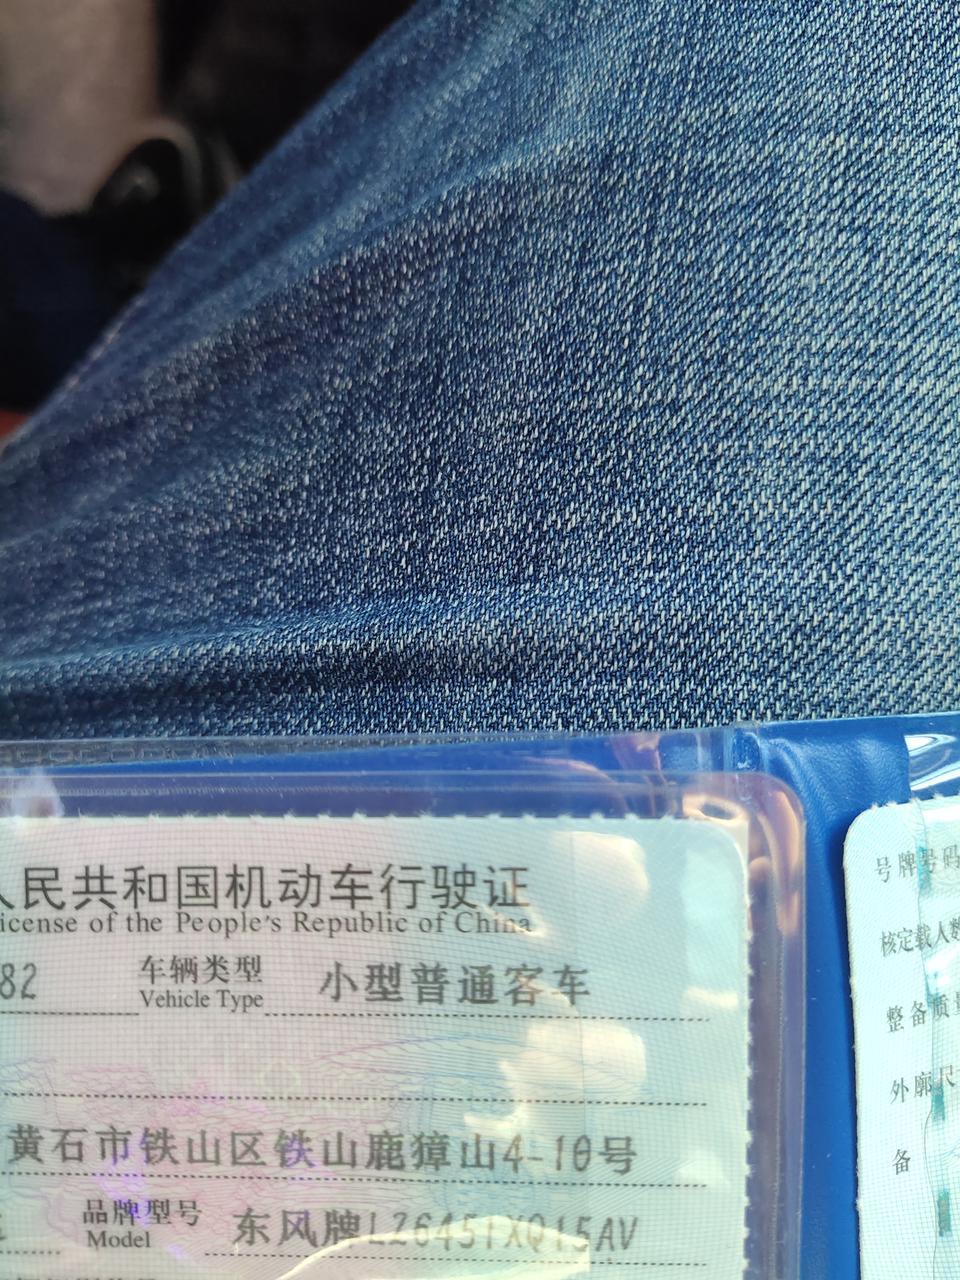 人民共和国机动车行驶证
icense of the People's Republic of China
82 车辆类型 小型普通客车
Vehicle Type
黄石市铁山区铁山鹿獐山4-10号
品牌型号 东风牌LZ6451XQ15AV
Model
号牌号码
核定载人数
整备质量
外廓尺
备